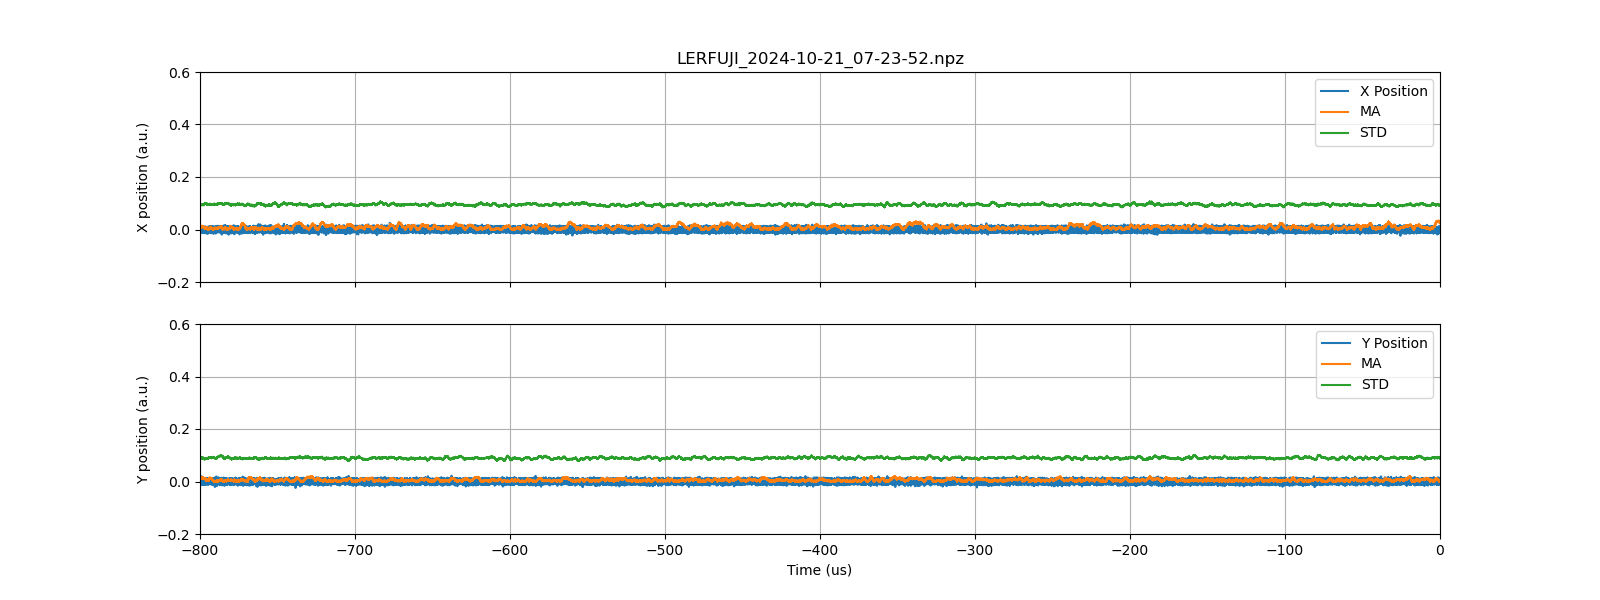 LERFUJI_2024-10-21_07-23-52.npz
0.6
0.4
0.2
0.0
−0.2
X position (a.u.)
X Position
MA
STD
0.6
0.4
0.2
0.0
−0.2
Y position (a.u.)
Y Position
MA
STD
−800 −700 −600 −500 −400 −300 −200 −100 0
Time (us)